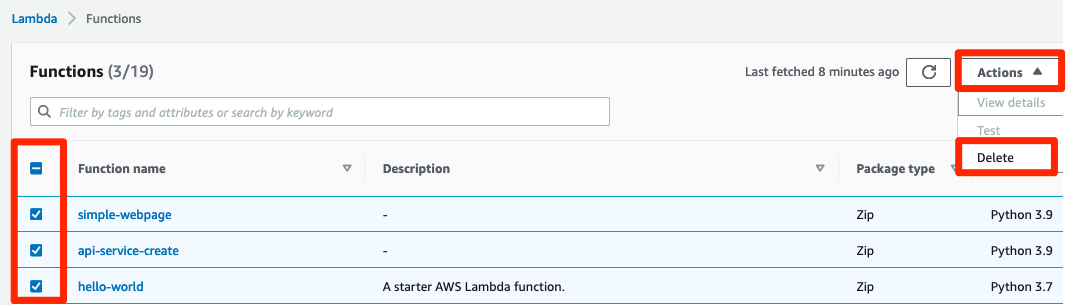 Lambda > Functions
Functions (3/19)
Last fetched 8 minutes ago
Actions
Filter by tags and attributes or search by keyword
View details
Test
Delete
Function name Description Package type
simple-webpage - Zip Python 3.9
api-service-create - Zip Python 3.9
hello-world A starter AWS Lambda function. Zip Python 3.7